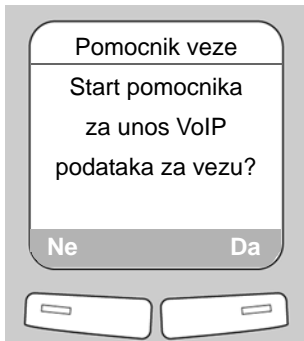 Pomocnik veze
Start pomocnika
za unos VoIP
podataka za vezu?
Ne Da